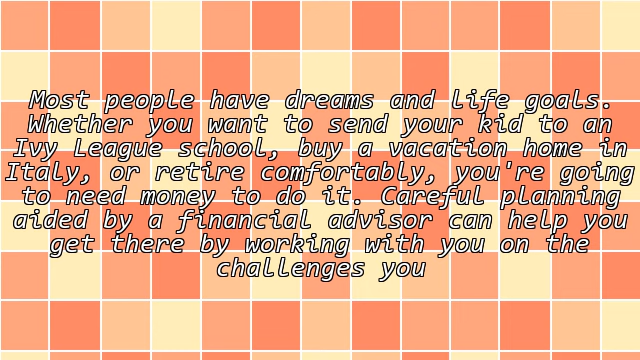 Most people have dreams and life goals.
Whether you want to send your kid to an
Ivy League school, buy a vacation home in
Italy, or retire comfortably, you're going
to need money to do it. Careful planning
aided by a financial advisor can help you
get there by working with you on the
challenges you